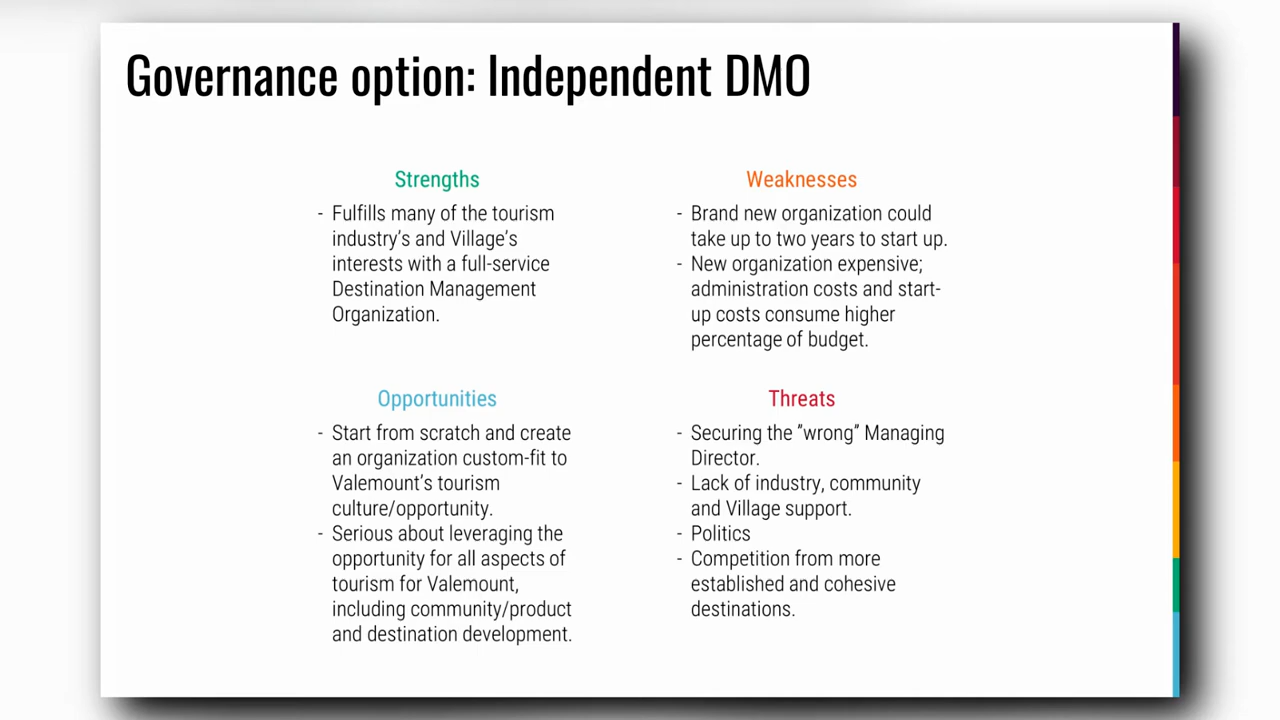 Governance option: Independent DMO
Strengths
- Fulfills many of the tourism
industry's and Village's
interests with a full-service
Destination Management
Organization.
Weaknesses
- Brand new organization could
take up to two years to start up.
- New organization expensive;
administration costs and start-
up costs consume higher
percentage of budget.
Opportunities
- Start from scratch and create
an organization custom-fit to
Valemount's tourism
culture/opportunity.
- Serious about leveraging the
opportunity for all aspects of
tourism for Valemount,
including community/product
and destination development.
Threats
- Securing the "wrong" Managing
Director.
- Lack of industry, community
and Village support.
- Politics
- Competition from more
established and cohesive
destinations.